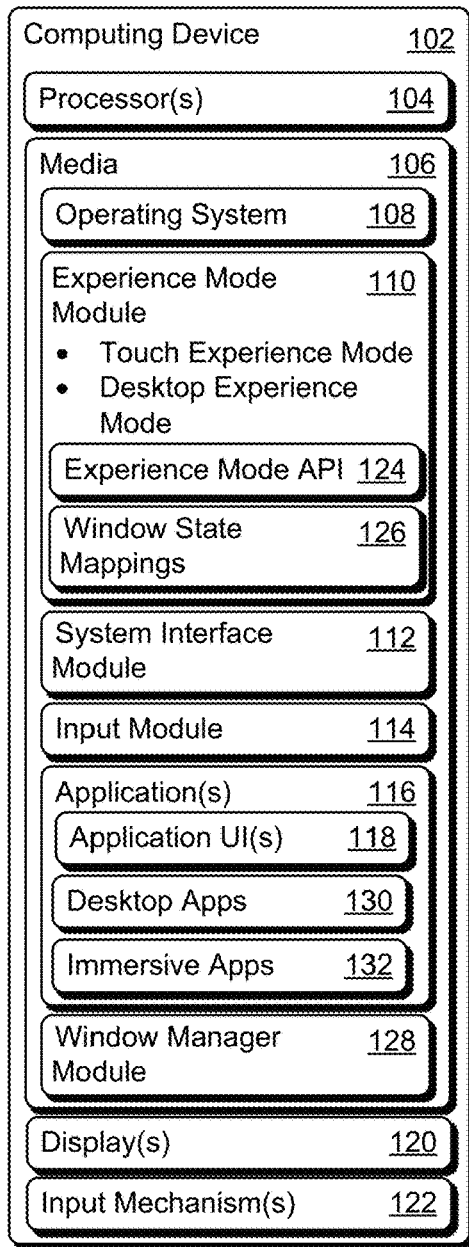 Computing Device 102
Processor(s) 104
Media 106
Operating System 108
Experience Mode 110
Module
• Touch Experience Mode
• Desktop Experience
Mode
Experience Mode API 124
Window State 126
Mappings
System Interface 112
Module
Input Module 114
Application(s) 116
Application UI(s) 118
Desktop Apps 130
Immersive Apps 132
Window Manager 128
Module
Display(s) 120
Input Mechanism(s) 122